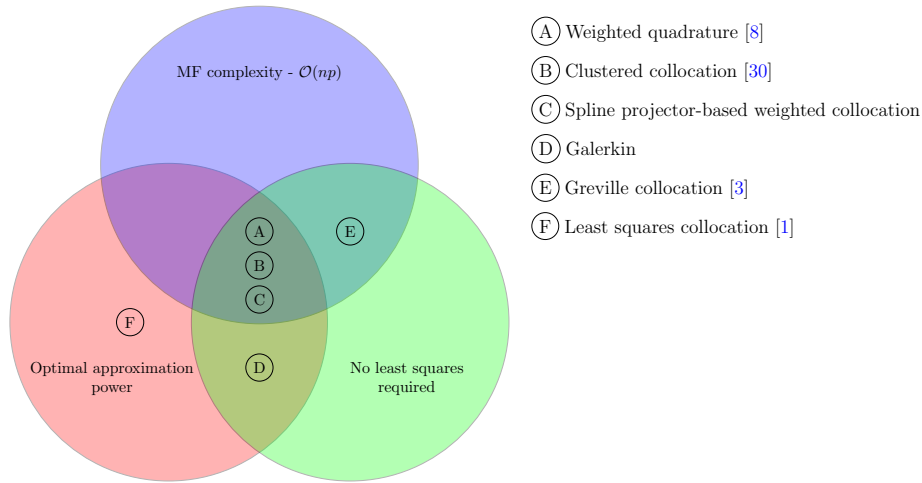 MF complexity - O(np)
A
B
C
D
E
F
Optimal approximation
power
No least squares
required
A Weighted quadrature [8]
B Clustered collocation [30]
C Spline projector-based weighted collocation
D Galerkin
E Greville collocation [3]
F Least squares collocation [1]